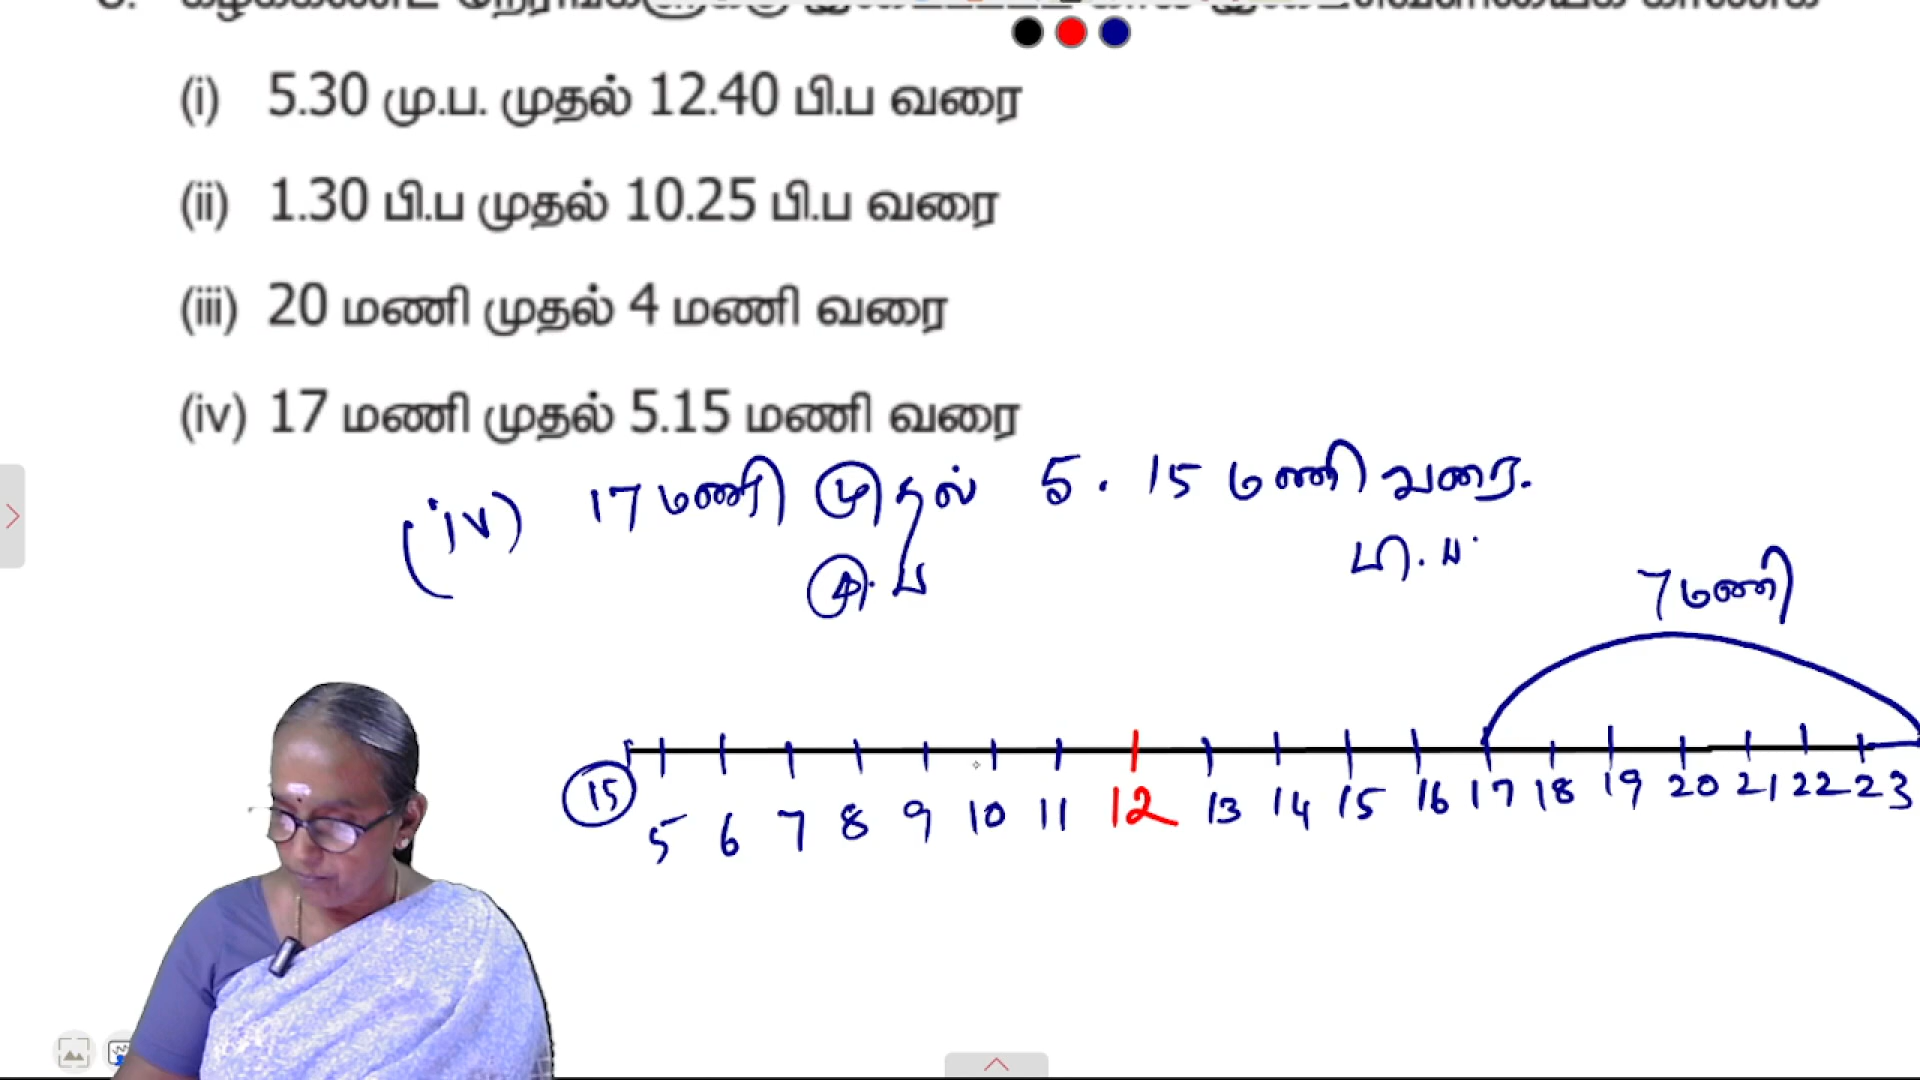 (i) 5.30 மு.ப. முதல் 12.40 பி.ப வரை
(ii) 1.30 பி.ப முதல் 10.25 பி.ப வரை
(iii) 20 மணி முதல் 4 மணி வரை
(iv) 17 மணி முதல் 5.15 மணி வரை
(iv) 17 மணி முதல் 5.15 மணி வரை.
மு.ப பி.ப
7 மணி
15 5 6 7 8 9 10 11 12 13 14 15 16 17 18 19 20 21 22 23